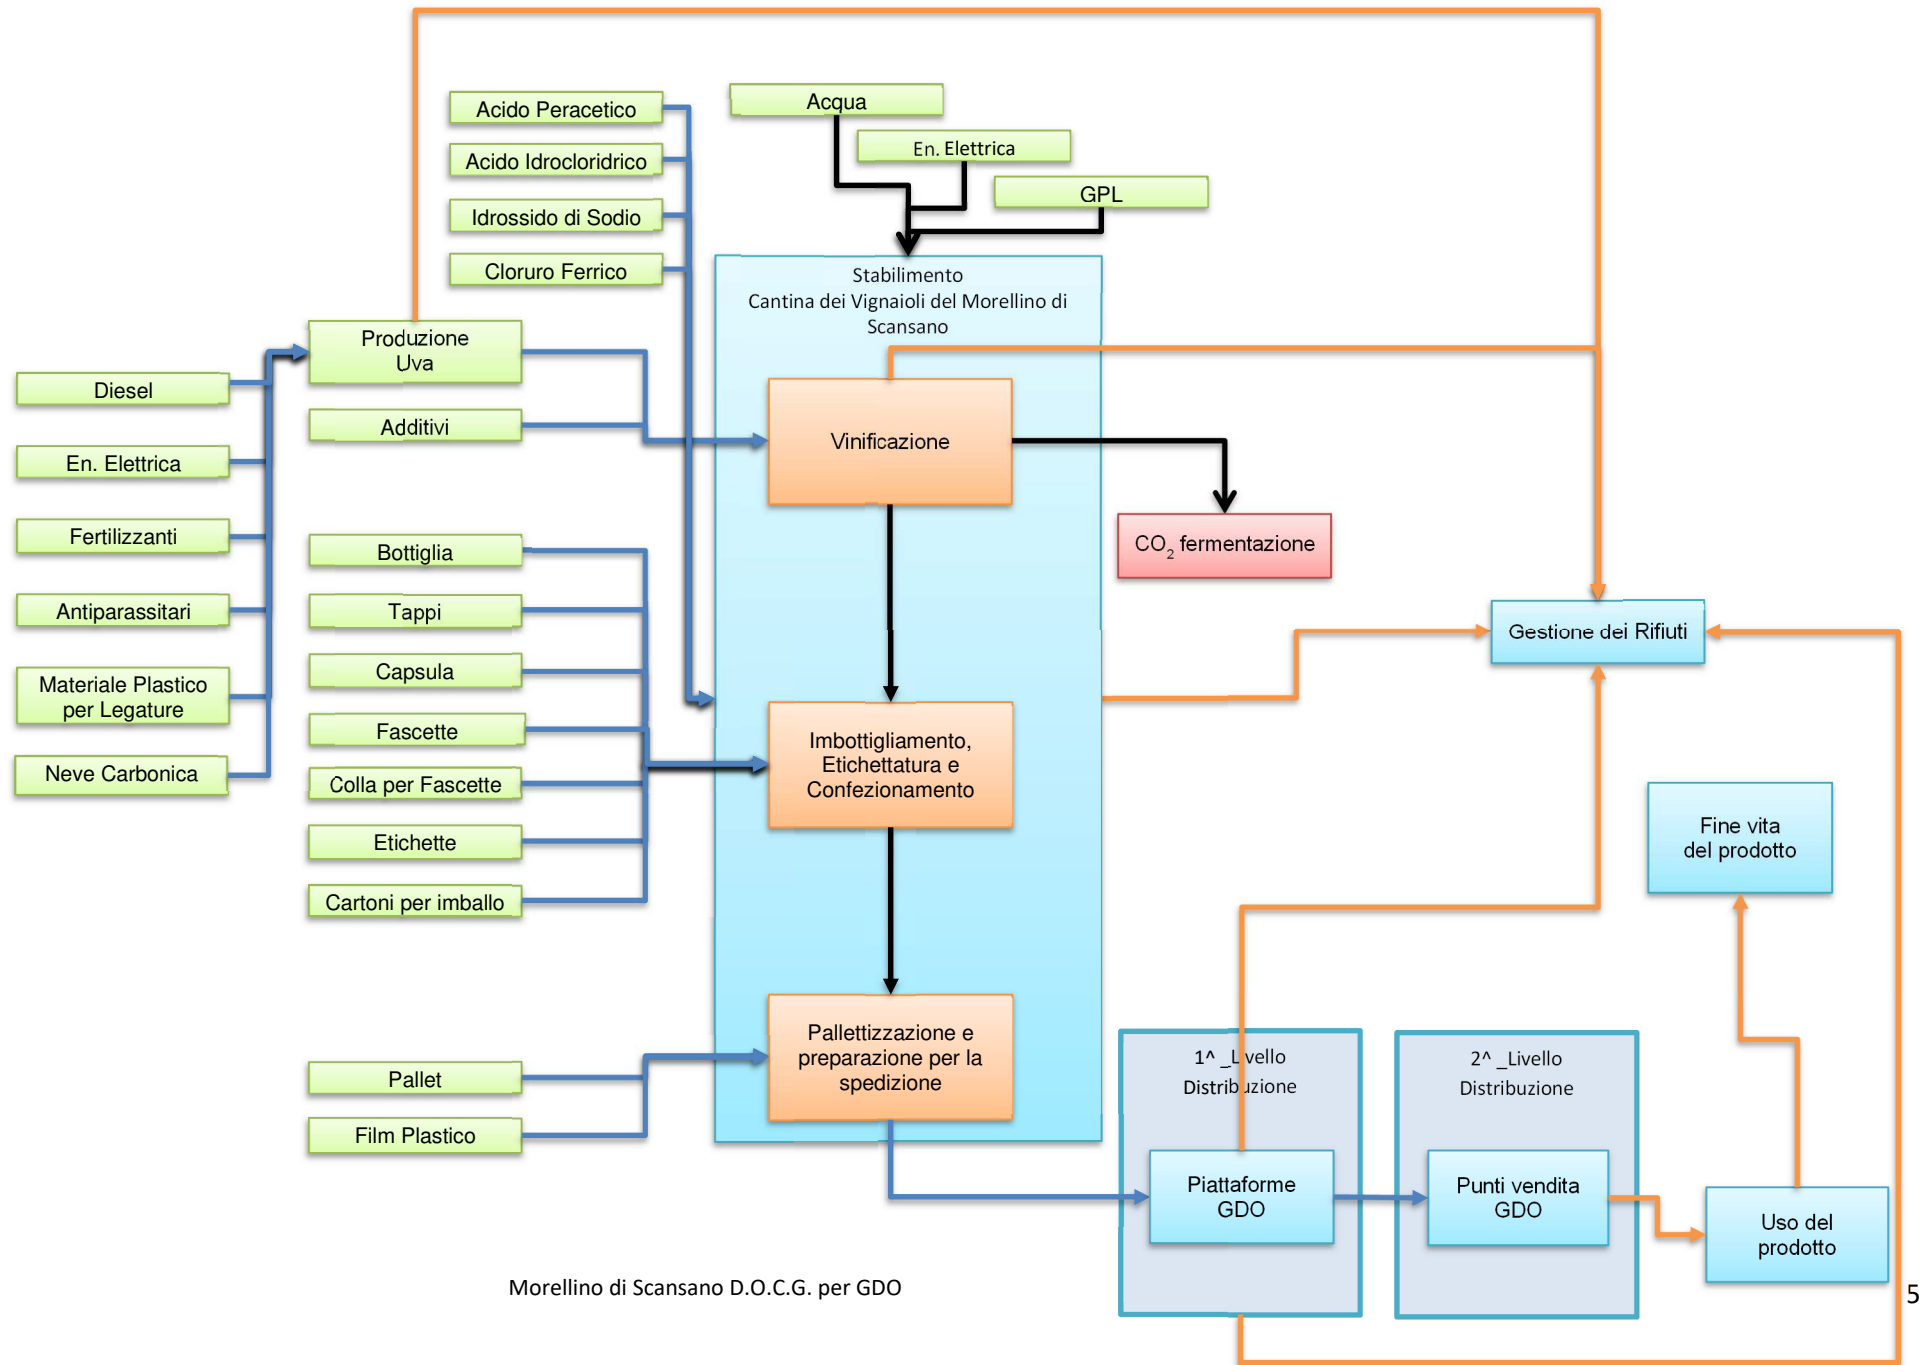 Acqua
Acido Peracetico
En. Elettrica
Acido Idrocloridrico
GPL
Idrossido di Sodio
Cloruro Ferrico
Stabilimento
Cantina dei Vignaioli del Morellino di
Scansano
Produzione
Uva
Diesel
Additivi
Vinificazione
En. Elettrica
Fertilizzanti
Bottiglia
CO2 fermentazione
Antiparassitari
Tappi
Gestione dei Rifiuti
Capsula
Materiale Plastico
per Legature
Fascette
Imbottigliamento,
Etichettatura e
Confezionamento
Neve Carbonica
Colla per Fascette
Etichette
Fine vita
del prodotto
Cartoni per imballo
Pallettizzazione e
preparazione per la
spedizione
1^ _Livello
Distribuzione
2^ _Livello
Distribuzione
Pallet
Film Plastico
Piattaforme
GDO
Punti vendita
GDO
Uso del
prodotto
Morellino di Scansano D.O.C.G. per GDO
5